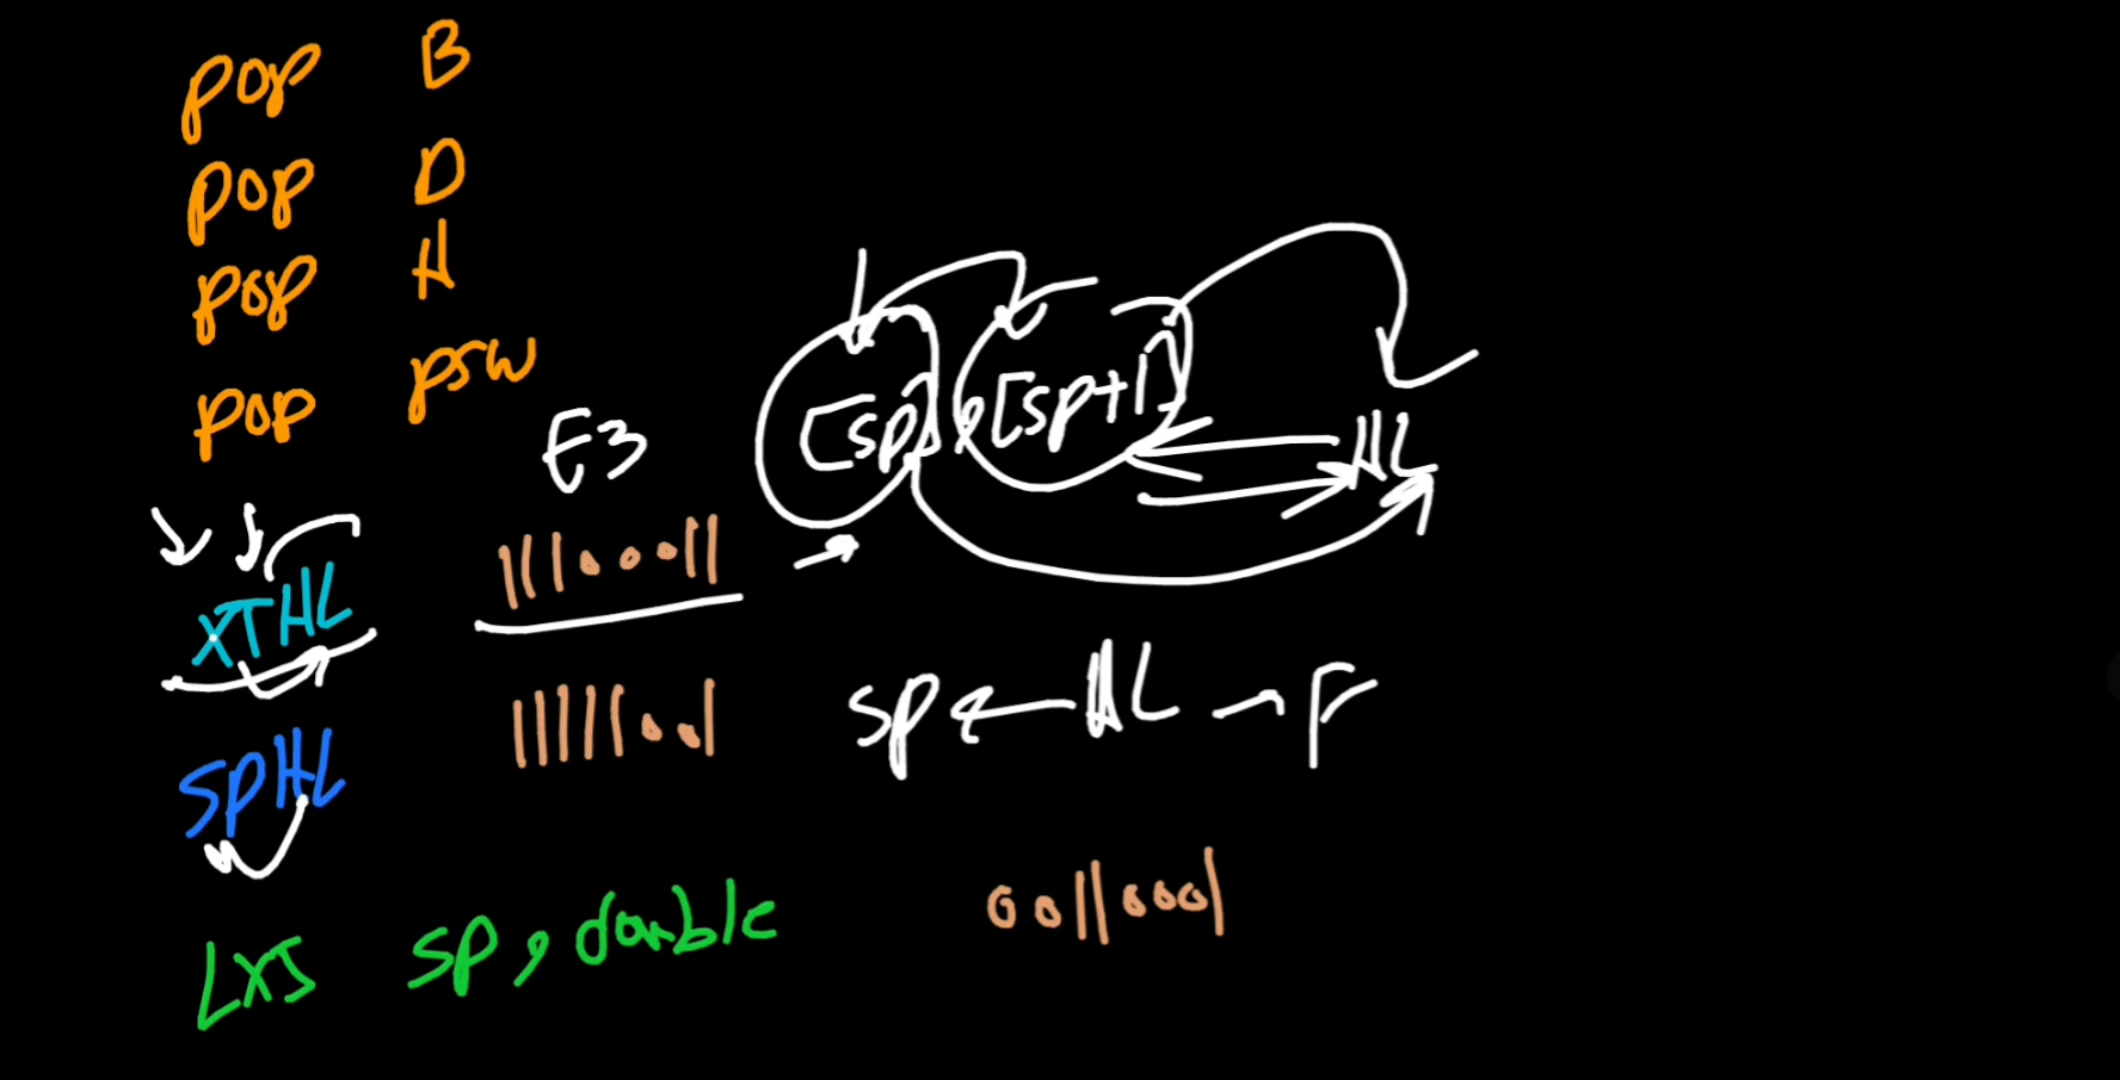 pop B
pop D
pop H
pop psw
E3 [sp], [sp+1] HL
XTHL 11100011
SPHL 11111001 SP ← HL
LXI SP, double 00110001